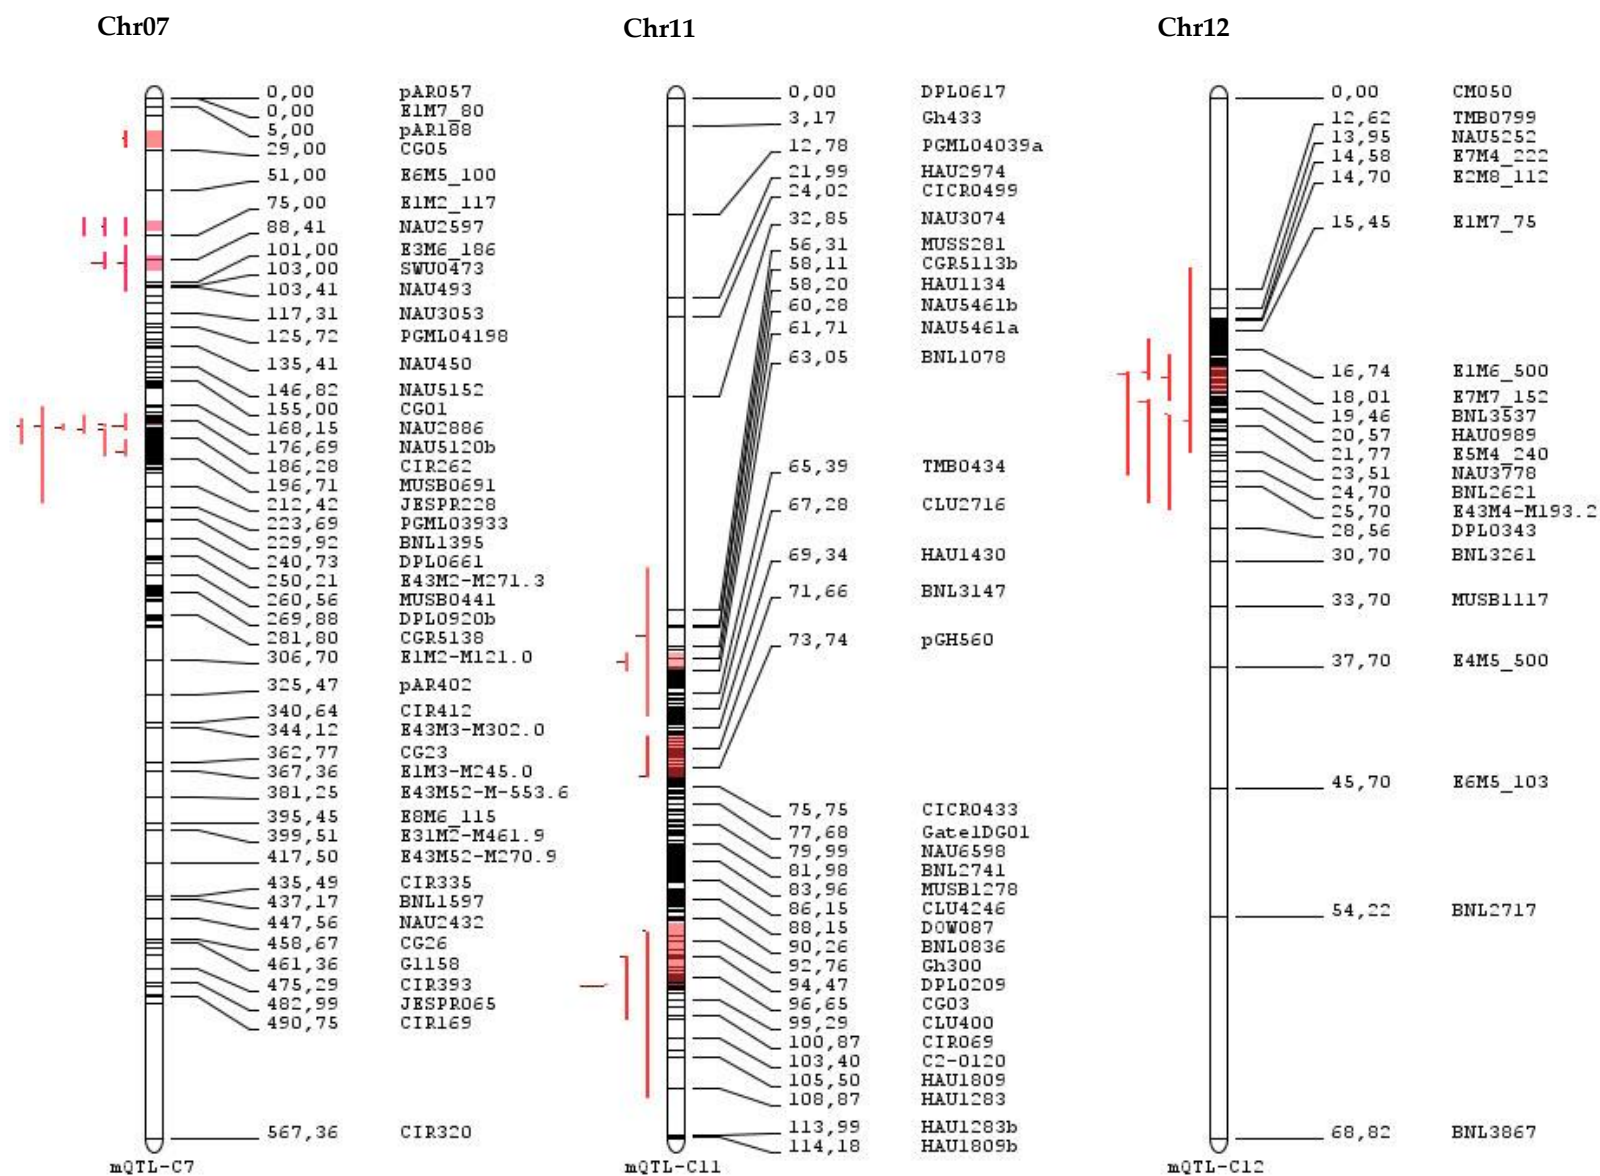 Chr07
0,00 pAR057
0,00 E1M7_80
5,00 pAR188
29,00 CG05
51,00 E6M5_100
75,00 E1M2_117
88,41 NAU2597
101,00 E3M6_186
103,00 SWU0473
103,41 NAU493
117,31 NAU3053
125,72 PGML04198
135,41 NAU450
146,82 NAU5152
155,00 CG01
168,15 NAU2886
176,69 NAU5120b
186,28 CIR262
196,71 MUSB0691
212,42 JESPR228
223,69 PGML03933
229,92 BNL1395
240,73 DPL0661
250,21 E43M2-M271.3
260,56 MUSB0441
269,88 DPL0920b
281,80 CGR5138
306,70 E1M2-M121.0
325,47 pAR402
340,64 CIR412
344,12 E43M3-M302.0
362,77 CG23
367,36 E1M3-M245.0
381,25 E43M52-M-553.6
395,45 E8M6_115
399,51 E31M2-M461.9
417,50 E43M52-M270.9
435,49 CIR335
437,17 BNL1597
447,56 NAU2432
458,67 CG26
461,36 G1158
475,29 CIR393
482,99 JESPR065
490,75 CIR169
567,36 CIR320
mQTL-C7
Chr11
0,00 DPL0617
3,17 Gh433
12,78 PGML04039a
21,99 HAU2974
24,02 CICR0499
32,85 NAU3074
56,31 MUSS281
58,11 CGR5113b
58,20 HAU1134
60,28 NAU5461b
61,71 NAU5461a
63,05 BNL1078
65,39 TMB0434
67,28 CLU2716
69,34 HAU1430
71,66 BNL3147
73,74 pGH560
75,75 CICR0433
77,68 Gate1DG01
79,99 NAU6598
81,98 BNL2741
83,96 MUSB1278
86,15 CLU4246
88,15 DOW087
90,26 BNL0836
92,76 Gh300
94,47 DPL0209
96,65 CG03
99,29 CLU400
100,87 CIR069
103,40 C2-0120
105,50 HAU1809
108,87 HAU1283
113,99 HAU1283b
114,18 HAU1809b
mQTL-C11
Chr12
0,00 CM050
12,62 TMB0799
13,95 NAU5252
14,58 E7M4_222
14,70 E2M8_112
15,45 E1M7_75
16,74 E1M6_500
18,01 E7M7_152
19,46 BNL3537
20,57 HAU0989
21,77 E5M4_240
23,51 NAU3778
24,70 BNL2621
25,70 E43M4-M193.2
28,56 DPL0343
30,70 BNL3261
33,70 MUSB1117
37,70 E4M5_500
45,70 E6M5_103
54,22 BNL2717
68,82 BNL3867
mQTL-C12